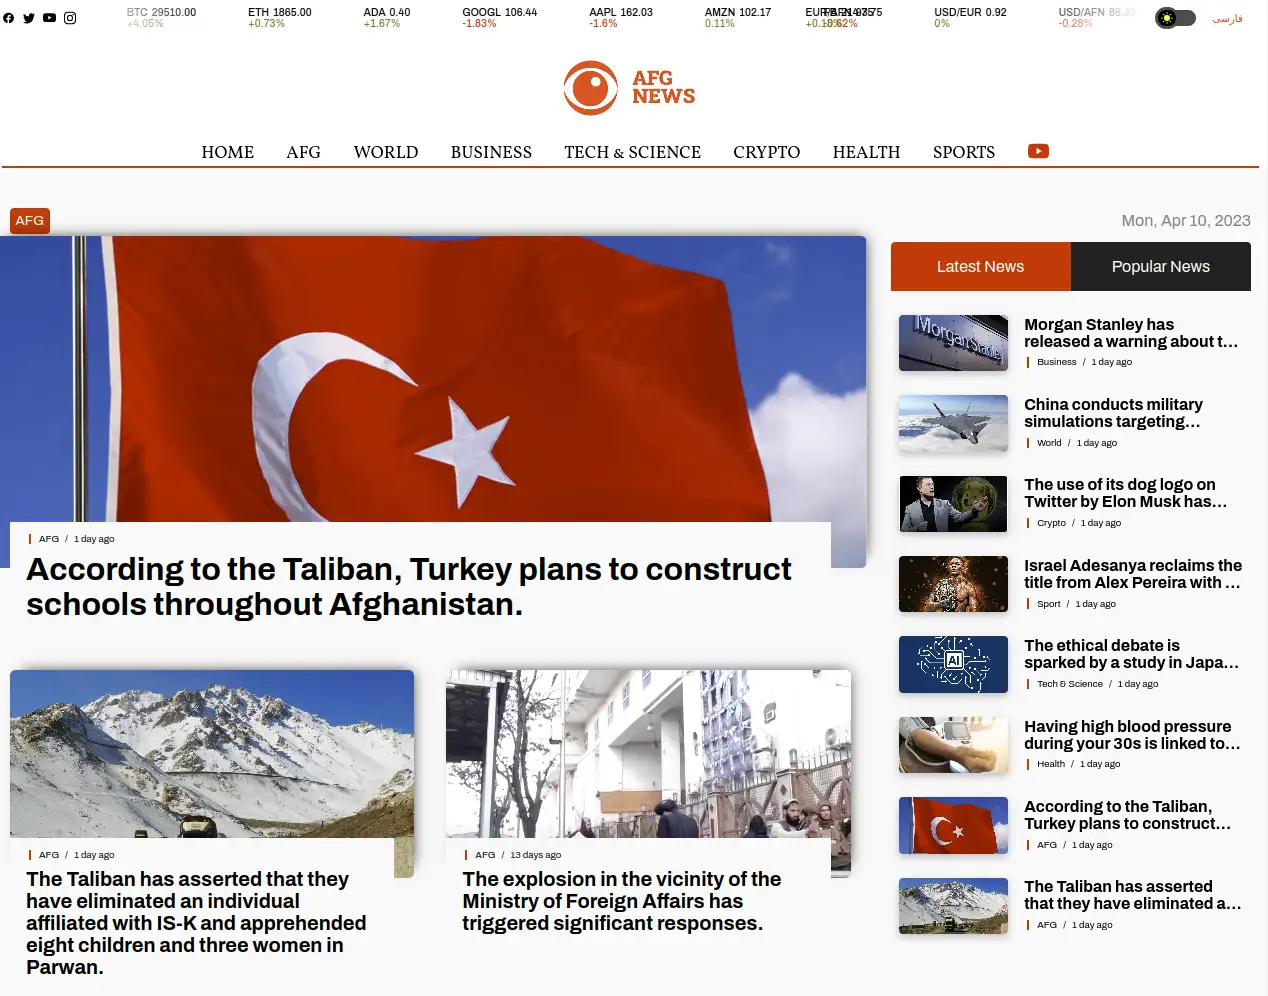 BTC 29510.00
+4.05%
ETH 1865.00
+0.73%
ADA 0.40
+1.67%
GOOGL 106.44
-1.83%
AAPL 162.03
-1.6%
AMZN 102.17
0.11%
USD/EUR 0.92
0%
USD/AFN 86.39
-0.28%
فارسی
AFG
NEWS
HOME
AFG
WORLD
BUSINESS
TECH & SCIENCE
CRYPTO
HEALTH
SPORTS
AFG
Mon, Apr 10, 2023
Latest News
Popular News
AFG / 1 day ago
According to the Taliban, Turkey plans to construct
schools throughout Afghanistan.
AFG / 1 day ago
The Taliban has asserted that they
have eliminated an individual
affiliated with IS-K and apprehended
eight children and three women in
Parwan.
AFG / 13 days ago
The explosion in the vicinity of the
Ministry of Foreign Affairs has
triggered significant responses.
Morgan Stanley
Morgan Stanley has
released a warning about t...
Business / 1 day ago
China conducts military
simulations targeting...
World / 1 day ago
The use of its dog logo on
Twitter by Elon Musk has...
Crypto / 1 day ago
Israel Adesanya reclaims the
title from Alex Pereira with ...
Sport / 1 day ago
AI
The ethical debate is
sparked by a study in Japa...
Tech & Science / 1 day ago
Having high blood pressure
during your 30s is linked to...
Health / 1 day ago
According to the Taliban,
Turkey plans to construct...
AFG / 1 day ago
The Taliban has asserted
that they have eliminated a...
AFG / 1 day ago